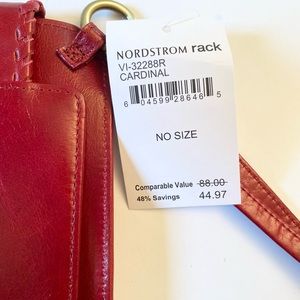 NORDSTROM rack
VI-32288R
CARDINAL
6 04599 28646 5
NO SIZE
Comparable Value 88.00
48% Savings 44.97